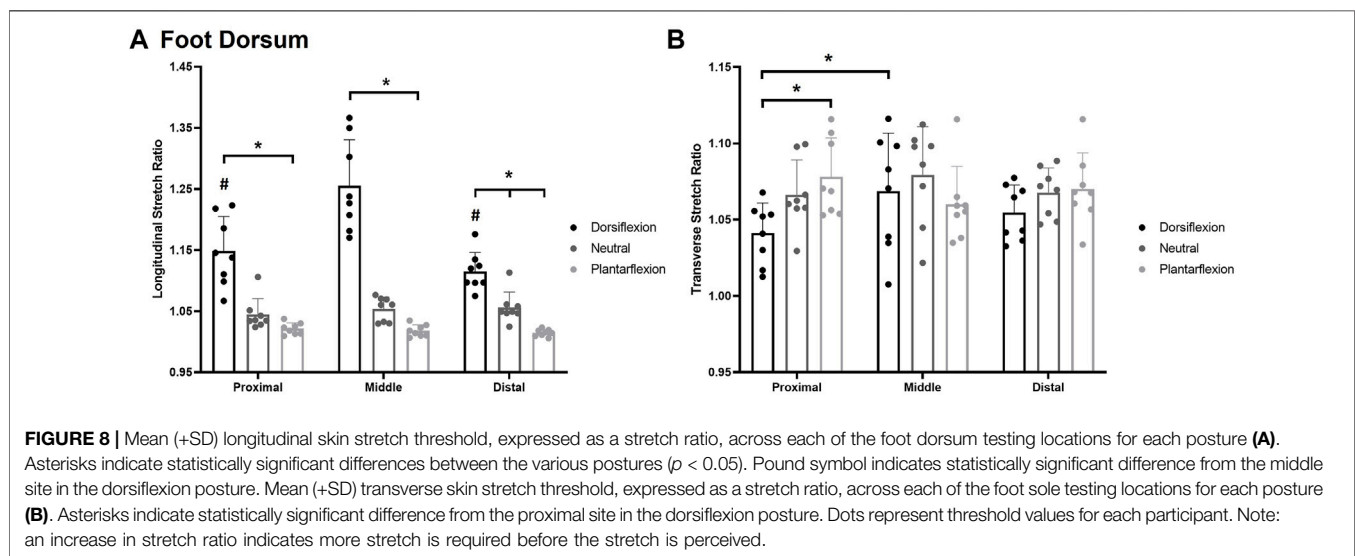 A Foot Dorsum
Longitudinal Stretch Ratio
1.45
1.35
1.25
1.15
1.05
0.95
*
*
*
#
#
Proximal
Middle
Distal
Dorsiflexion
Neutral
Plantarflexion
B
Transverse Stretch Ratio
1.15
1.10
1.05
1.00
0.95
*
*
Proximal
Middle
Distal
Dorsiflexion
Neutral
Plantarflexion
FIGURE 8 | Mean (+SD) longitudinal skin stretch threshold, expressed as a stretch ratio, across each of the foot dorsum testing locations for each posture (A).
Asterisks indicate statistically significant differences between the various postures (p < 0.05). Pound symbol indicates statistically significant difference from the middle
site in the dorsiflexion posture. Mean (+SD) transverse skin stretch threshold, expressed as a stretch ratio, across each of the foot sole testing locations for each posture
(B). Asterisks indicate statistically significant difference from the proximal site in the dorsiflexion posture. Dots represent threshold values for each participant. Note:
an increase in stretch ratio indicates more stretch is required before the stretch is perceived.